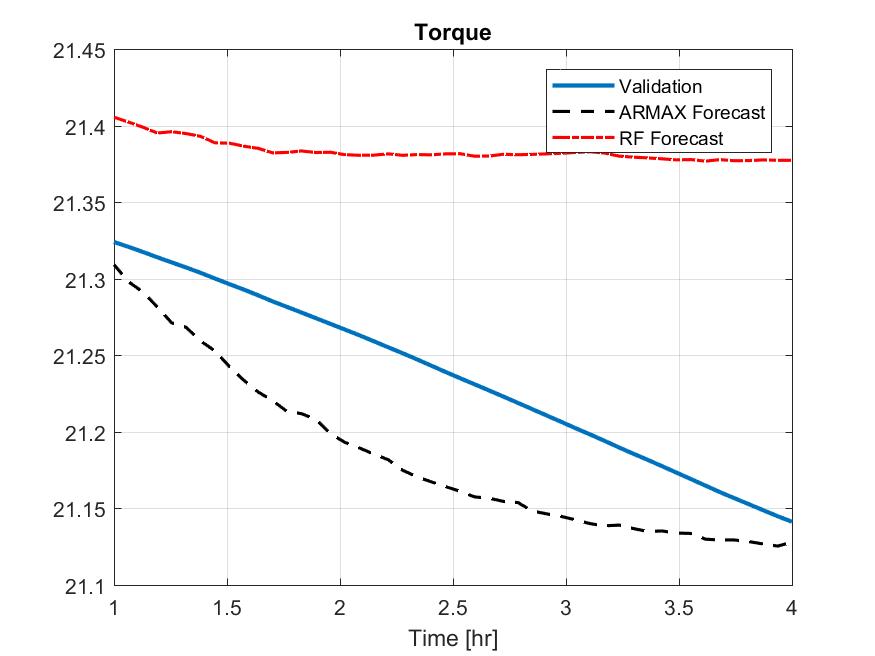 Torque
21.45
21.4
21.35
21.3
21.25
21.2
21.15
21.1
Validation
ARMAX Forecast
RF Forecast
1 1.5 2 2.5 3 3.5 4
Time [hr]